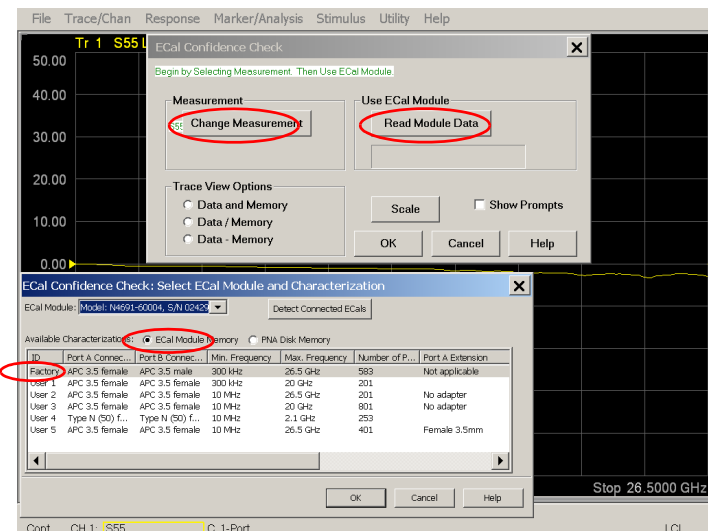 File Trace/Chan Response Marker/Analysis Stimulus Utility Help
Tr 1 S55 L
50.00
40.00
30.00
20.00
10.00
0.00
ECal Confidence Check
Begin by Selecting Measurement. Then Use ECal Module.
Measurement Use ECal Module
S55 Change Measurement Read Module Data
Trace View Options
Data and Memory
Data / Memory
Data - Memory
Scale Show Prompts
OK Cancel Help
ECal Confidence Check: Select ECal Module and Characterization
ECal Module: Model: N4691-60004, S/N 02429 Detect Connected ECals
Available Characterizations: ECal Module Memory PNA Disk Memory
ID Port A Connec... Port B Connec... Min. Frequency Max. Frequency Number of P... Port A Extension
Factory APC 3.5 female APC 3.5 male 300 kHz 26.5 GHz 583 Not applicable
User 1 APC 3.5 female APC 3.5 female 300 kHz 20 GHz 201
User 2 APC 3.5 female APC 3.5 female 10 MHz 26.5 GHz 201 No adapter
User 3 APC 3.5 female APC 3.5 female 10 MHz 20 GHz 801 No adapter
User 4 Type N (50) f... Type N (50) f... 10 MHz 2.1 GHz 253
User 5 APC 3.5 female APC 3.5 female 10 MHz 26.5 GHz 401 Female 3.5mm
OK Cancel Help
Stop 26.5000 GHz
Cont. CH 1: S55 C 1-Port LCL